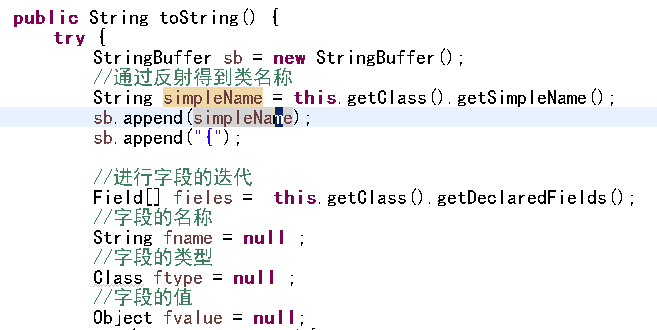 public String toString() {
try {
StringBuffer sb = new StringBuffer();
//通过反射得到类名称
String simpleName = this.getClass().getSimpleName();
sb.append(simpleName);
sb.append("{");
//进行字段的迭代
Field[] fieles =  this.getClass().getDeclaredFields();
//字段的名称
String fname = null ;
//字段的类型
Class ftype = null ;
//字段的值
Object fvalue = null;